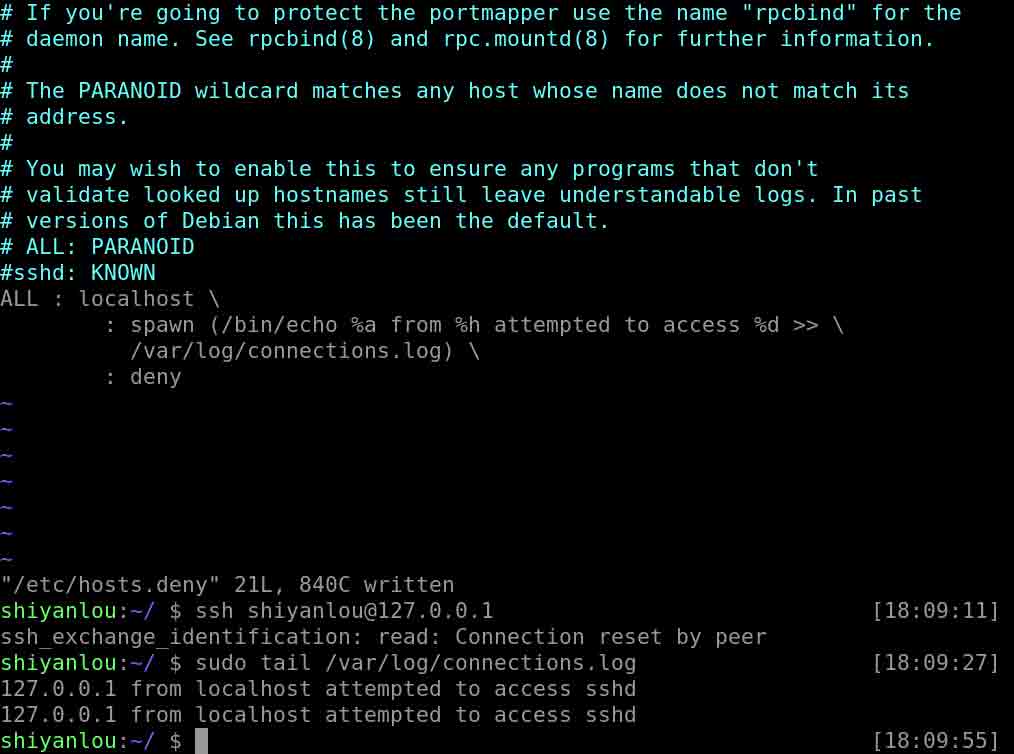 # If you're going to protect the portmapper use the name "rpcbind" for the
# daemon name. See rpcbind(8) and rpc.mountd(8) for further information.
#
# The PARANOID wildcard matches any host whose name does not match its
# address.
#
# You may wish to enable this to ensure any programs that don't
# validate looked up hostnames still leave understandable logs. In past
# versions of Debian this has been the default.
# ALL: PARANOID
#sshd: KNOWN
ALL : localhost \
        : spawn (/bin/echo %a from %h attempted to access %d >> \
          /var/log/connections.log) \
        : deny
~
~
~
~
~
~
~
"/etc/hosts.deny" 21L, 840C written
shiyanlou:~/ $ ssh shiyanlou@127.0.0.1 [18:09:11]
ssh_exchange_identification: read: Connection reset by peer
shiyanlou:~/ $ sudo tail /var/log/connections.log [18:09:27]
127.0.0.1 from localhost attempted to access sshd
127.0.0.1 from localhost attempted to access sshd
shiyanlou:~/ $ [18:09:55]